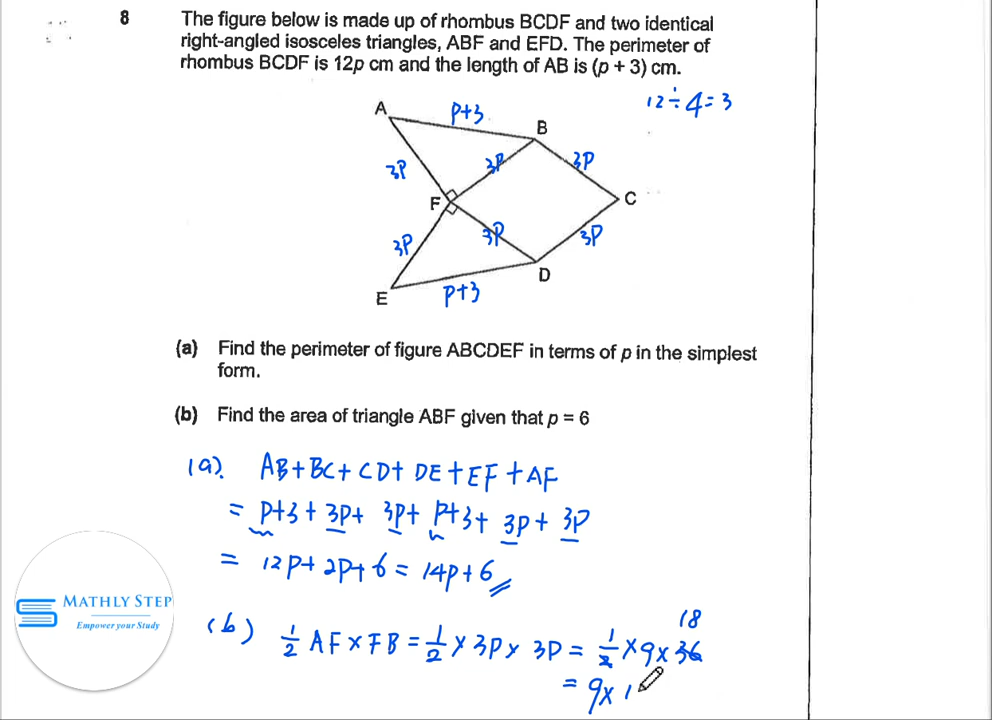 8 The figure below is made up of rhombus BCDF and two identical
right-angled isosceles triangles, ABF and EFD. The perimeter of
rhombus BCDF is 12p cm and the length of AB is (p + 3) cm.
12 ÷ 4 = 3
A
P+3
B
3P
3P
3P
F
C
3P
3P
3P
D
E
P+3
(a) Find the perimeter of figure ABCDEF in terms of p in the simplest
form.
(b) Find the area of triangle ABF given that p = 6
(a). AB + BC + CD + DE + EF + AF
= P+3 + 3P + 3P + P+3 + 3P + 3P
= 12P + 2P + 6 = 14P + 6
MATHLY STEP
Empower your Study
18
(b) 1/2 AF × FB = 1/2 × 3P × 3P = 1/2 × 9 × 36
= 9 × 1